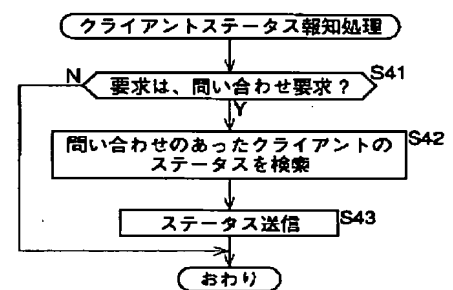 クライアントステータス報知処理
N
要求は、問い合わせ要求？
S41
Y
問い合わせのあったクライアントの
ステータスを検索
S42
ステータス送信
S43
おわり